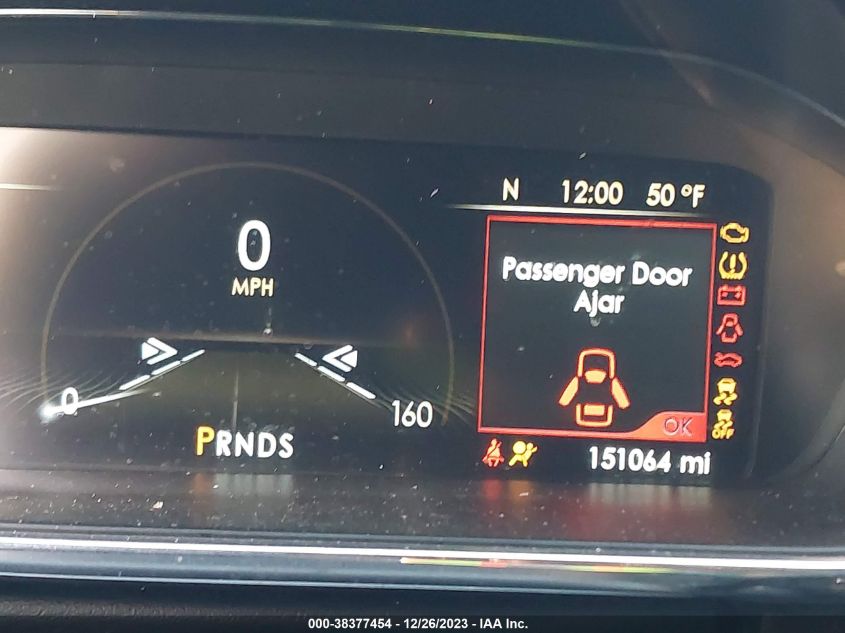 N 12:00 50 °F
0
MPH
Passenger Door
Ajar
0 160
OK
PRNDS
OFF
151064 mi
000-38377454 – 12/26/2023 – IAA Inc.